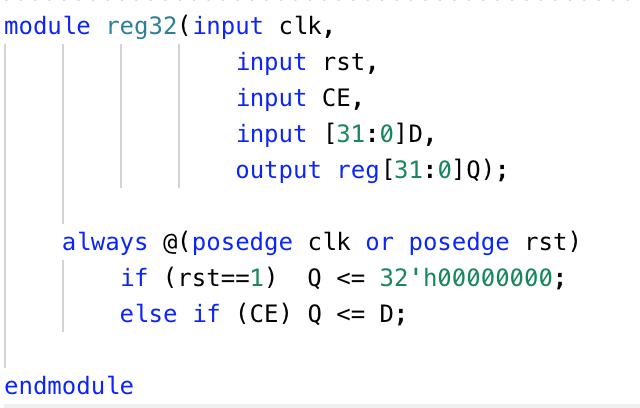 module reg32(input clk,
             input rst,
             input CE,
             input [31:0]D,
             output reg[31:0]Q);

    always @(posedge clk or posedge rst)
        if (rst==1)  Q <= 32'h00000000;
        else if (CE) Q <= D;

endmodule